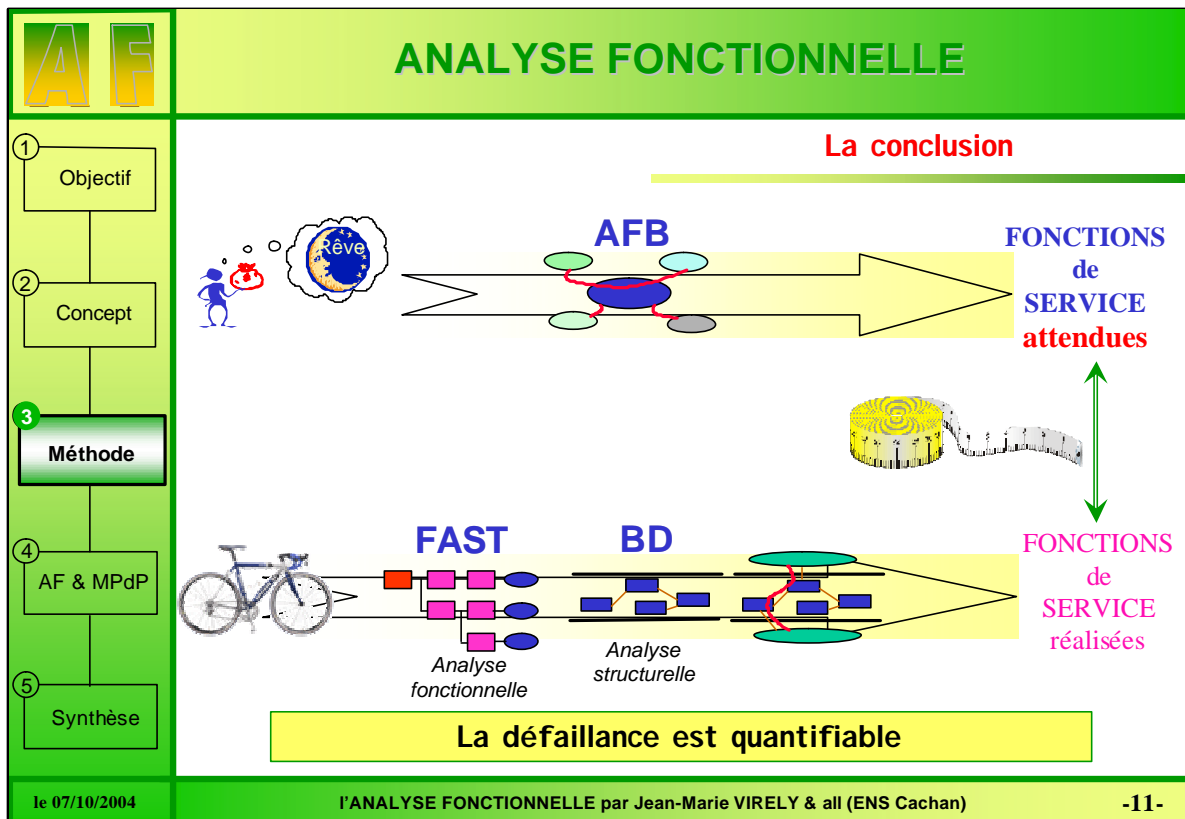 AF
ANALYSE FONCTIONNELLE
La conclusion
1
Objectif
2
Concept
3
Méthode
4
AF & MPdP
5
Synthèse
Rêve
AFB
FONCTIONS
de
SERVICE
attendues
FAST
BD
Analyse
fonctionnelle
Analyse
structurelle
FONCTIONS
de
SERVICE
réalisées
La défaillance est quantifiable
le 07/10/2004
l'ANALYSE FONCTIONNELLE par Jean-Marie VIRELY & all (ENS Cachan)
-11-